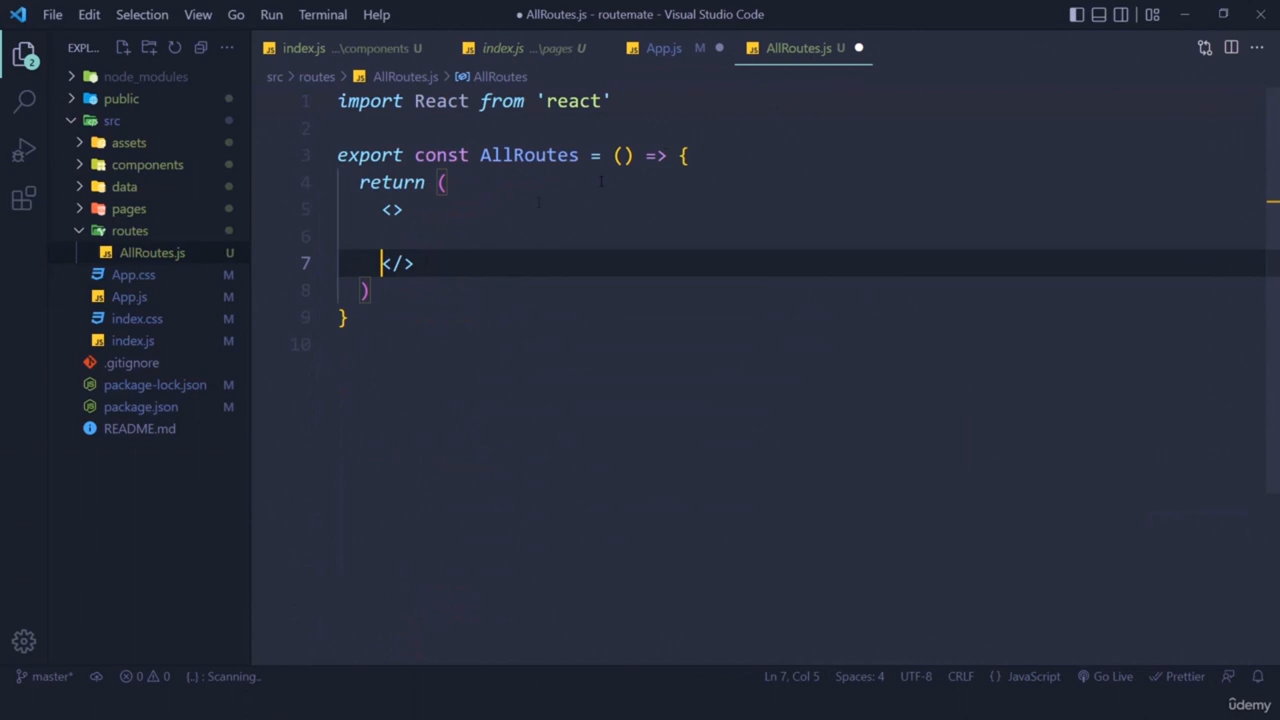 File Edit Selection View Go Run Terminal Help
● AllRoutes.js - routemate - Visual Studio Code
EXPL...
index.js ...\components U
index.js ...\pages U
App.js M
AllRoutes.js U
src > routes > AllRoutes.js > AllRoutes
node_modules
public
src
assets
components
data
pages
routes
AllRoutes.js U
App.css M
App.js M
index.css M
index.js M
.gitignore
package-lock.json M
package.json M
README.md
2
1 import React from 'react'
2
3 export const AllRoutes = () => {
4 return (
5 <>
6
7 </>
8 )
9 }
10
master* 0 0 {..} : Scanning..
Ln 7, Col 5 Spaces: 4 UTF-8 CRLF {} JavaScript Go Live Prettier
ûdemy